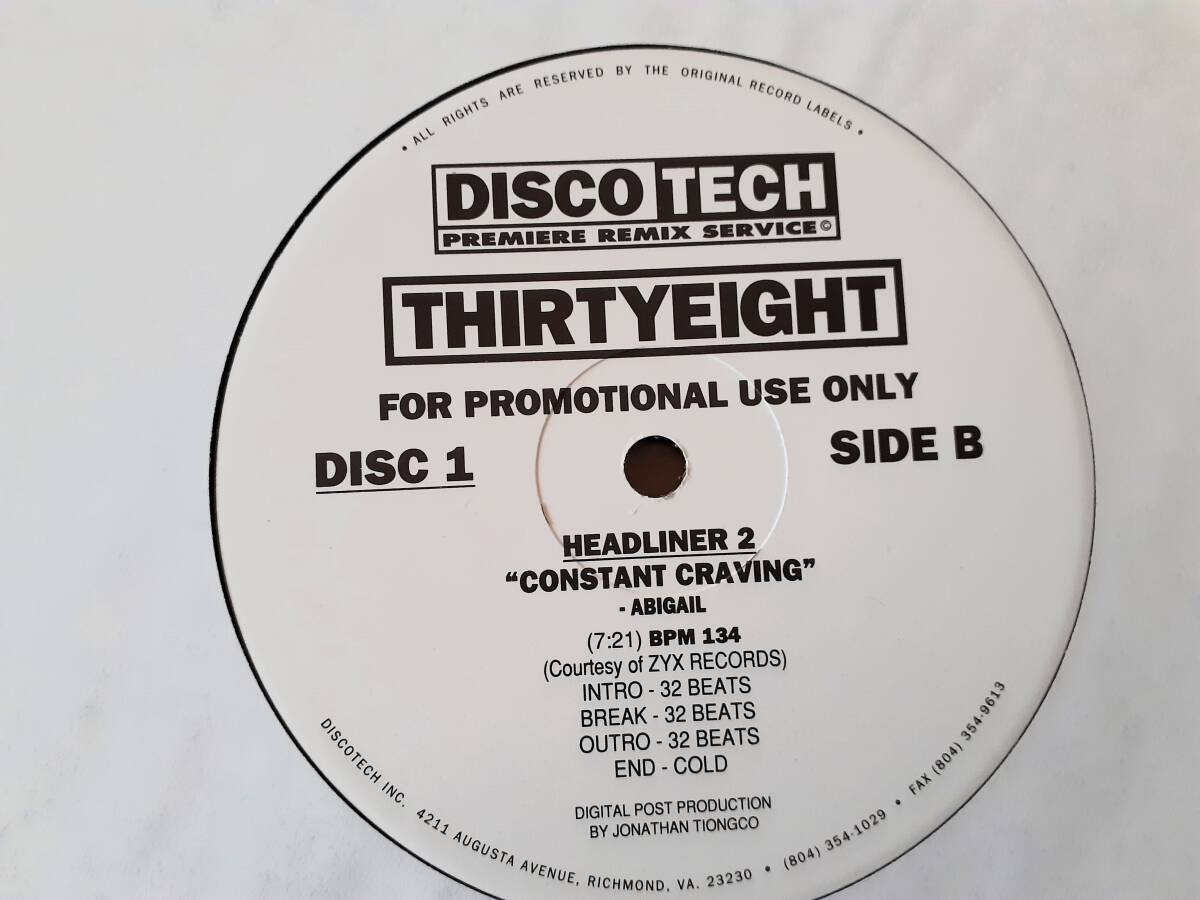 • ALL RIGHTS ARE RESERVED BY THE ORIGINAL RECORD LABELS •
DISCOTECH
PREMIERE REMIX SERVICE©
THIRTYEIGHT
FOR PROMOTIONAL USE ONLY
DISC 1 SIDE B
HEADLINER 2
“CONSTANT CRAVING”
- ABIGAIL
(7:21) BPM 134
(Courtesy of ZYX RECORDS)
INTRO - 32 BEATS
BREAK - 32 BEATS
OUTRO - 32 BEATS
END - COLD
DIGITAL POST PRODUCTION
BY JONATHAN TIONGCO
DISCOTECH INC. 4211 AUGUSTA AVENUE, RICHMOND, VA. 23230 • (804) 354-1029 • FAX (804) 354-9613